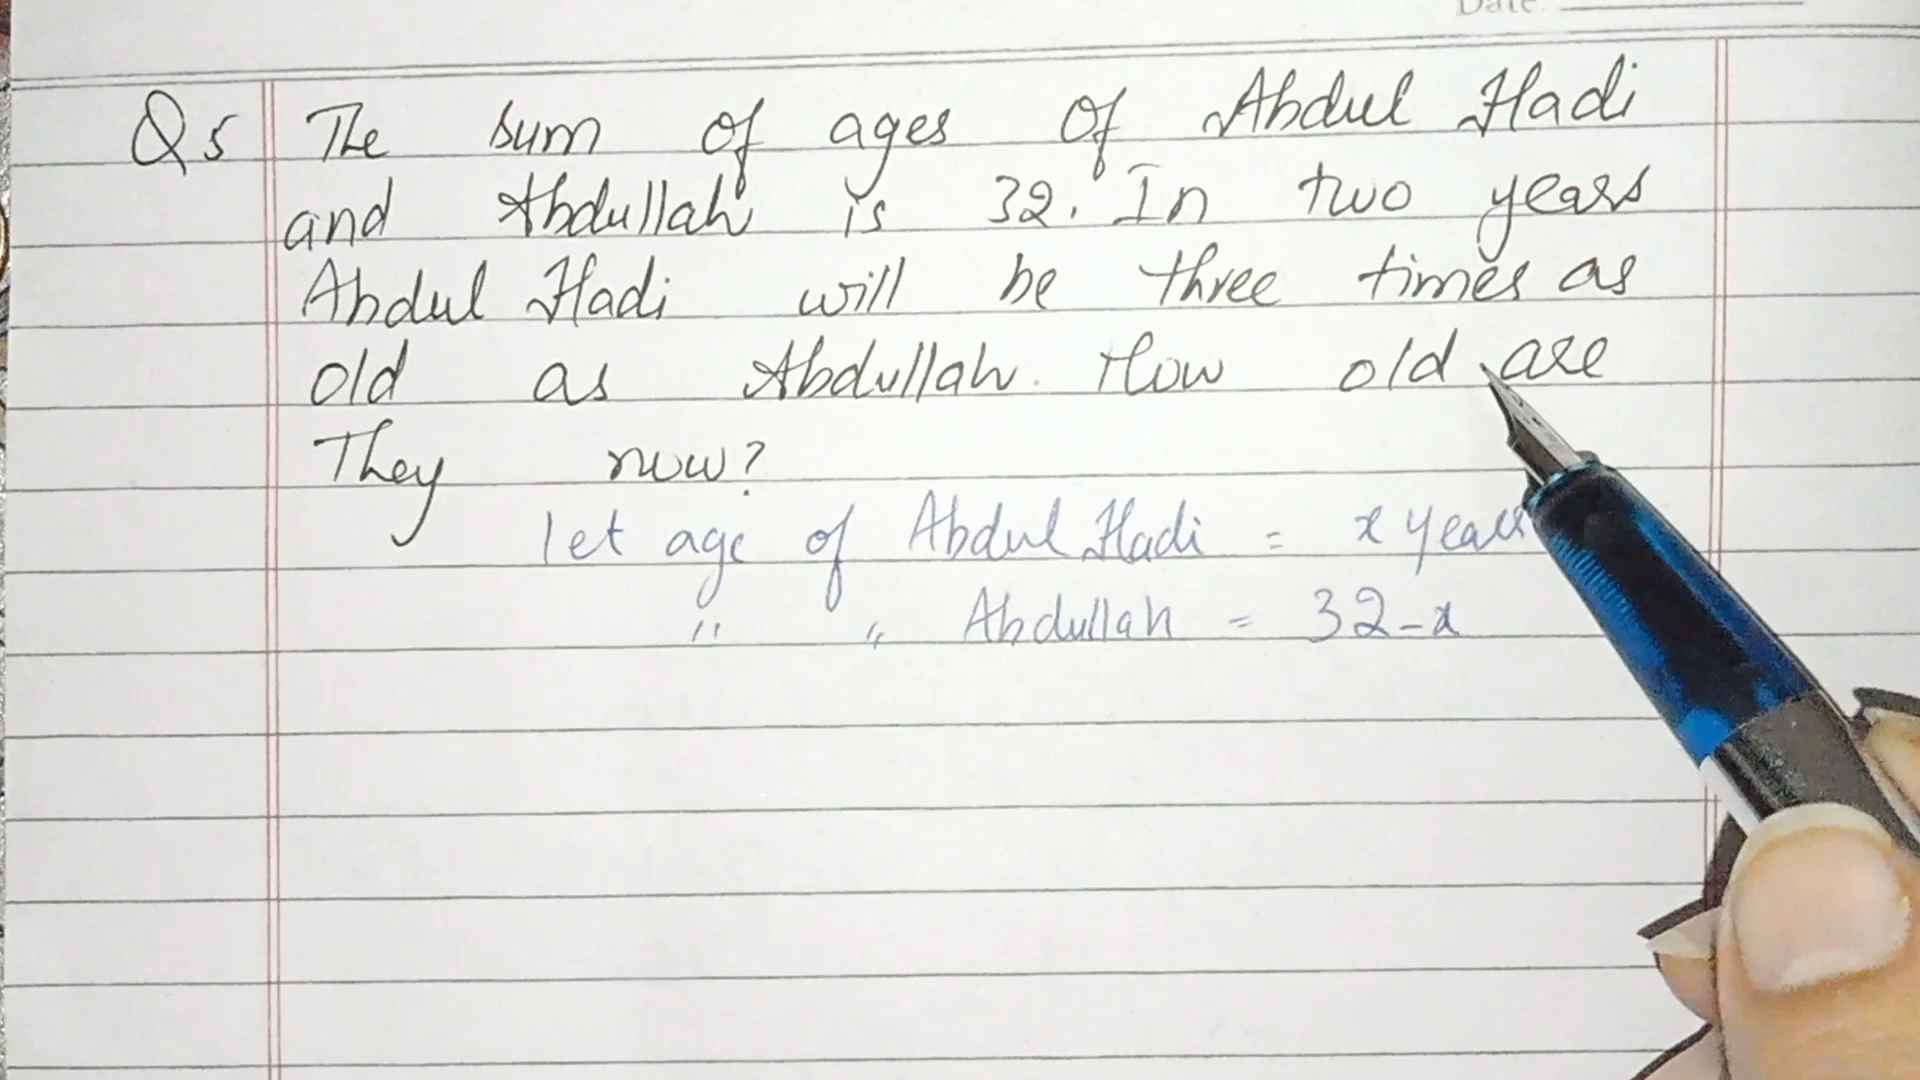 Date
Q5 The sum of ages of Abdul Hadi
and Abdullah is 32. In two years
Abdul Hadi will be three times as
old as Abdullah. How old are
They now?
let age of Abdul Hadi = x years
" " Abdullah = 32-x